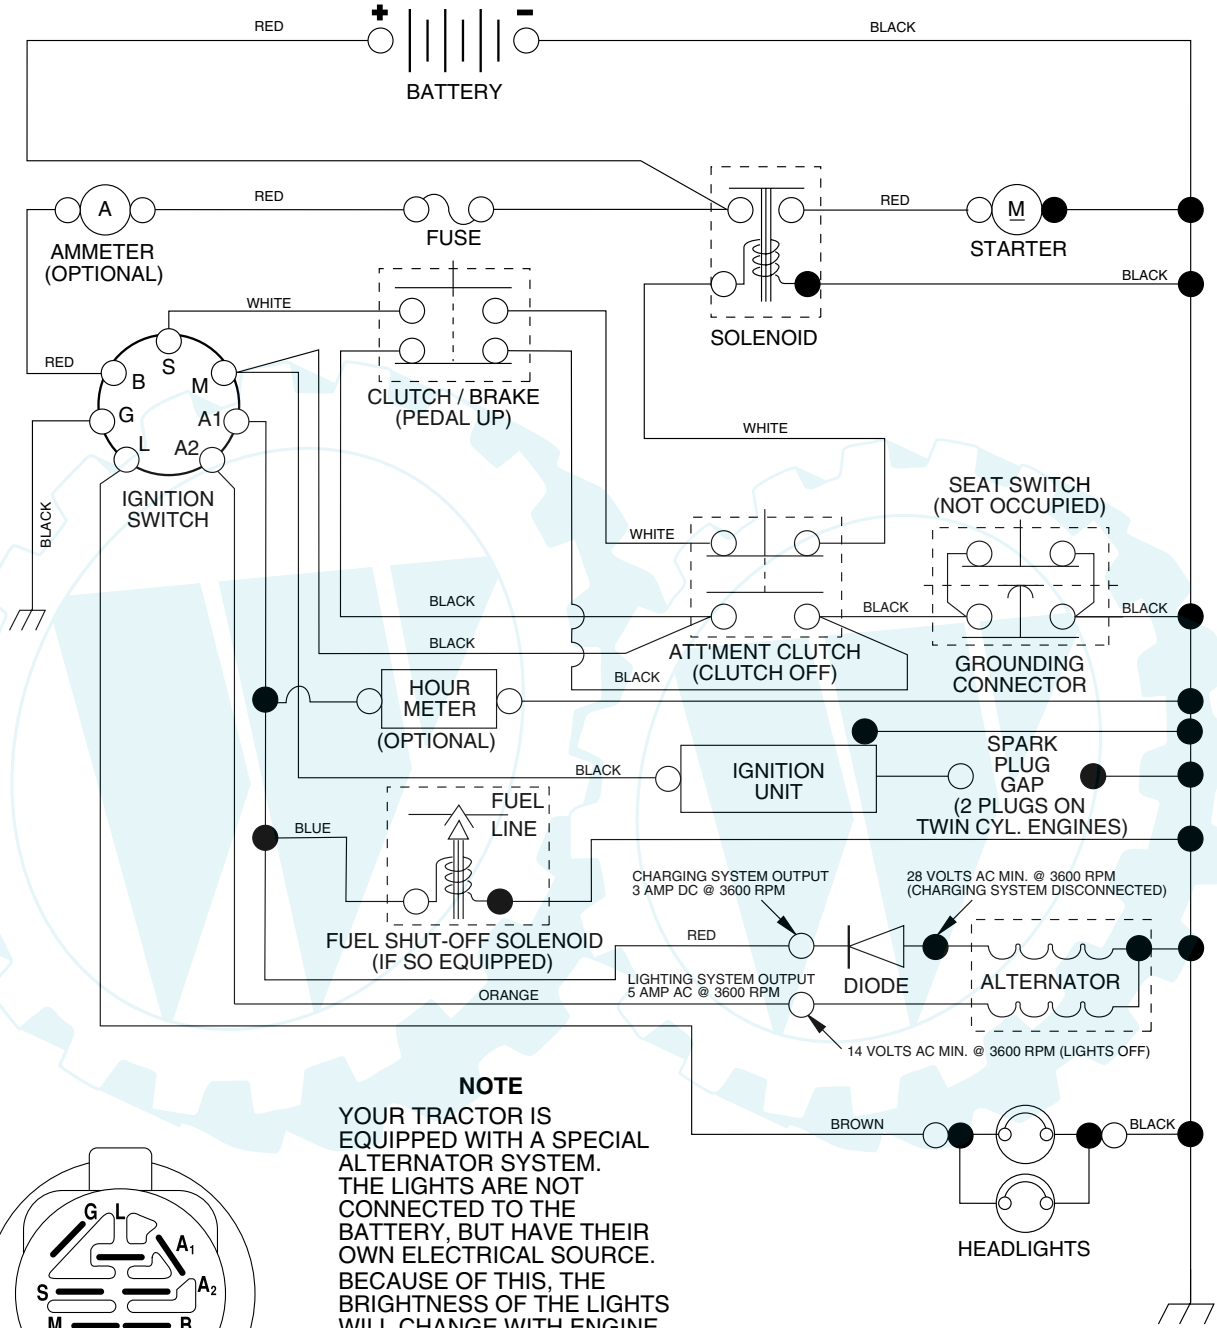 + -
RED
BLACK
BATTERY
A
RED
AMMETER
(OPTIONAL)
FUSE
SOLENOID
RED
M
STARTER
BLACK
WHITE
CLUTCH / BRAKE
(PEDAL UP)
RED
S
B
M
G
A1
L
A2
IGNITION
SWITCH
BLACK
WHITE
WHITE
SEAT SWITCH
(NOT OCCUPIED)
BLACK
BLACK
BLACK
BLACK
BLACK
ATT'MENT CLUTCH
(CLUTCH OFF)
GROUNDING
CONNECTOR
HOUR
METER
(OPTIONAL)
BLACK
IGNITION
UNIT
SPARK
PLUG
GAP
(2 PLUGS ON
TWIN CYL. ENGINES)
BLUE
FUEL
LINE
FUEL SHUT-OFF SOLENOID
(IF SO EQUIPPED)
CHARGING SYSTEM OUTPUT
3 AMP DC @ 3600 RPM
28 VOLTS AC MIN. @ 3600 RPM
(CHARGING SYSTEM DISCONNECTED)
RED
DIODE
ALTERNATOR
LIGHTING SYSTEM OUTPUT
5 AMP AC @ 3600 RPM
ORANGE
14 VOLTS AC MIN. @ 3600 RPM (LIGHTS OFF)
BROWN
BLACK
HEADLIGHTS
NOTE
YOUR TRACTOR IS
EQUIPPED WITH A SPECIAL
ALTERNATOR SYSTEM.
THE LIGHTS ARE NOT
CONNECTED TO THE
BATTERY, BUT HAVE THEIR
OWN ELECTRICAL SOURCE.
BECAUSE OF THIS, THE
BRIGHTNESS OF THE LIGHTS
WILL CHANGE WITH ENGINE
G L
A1
S
A2
M B